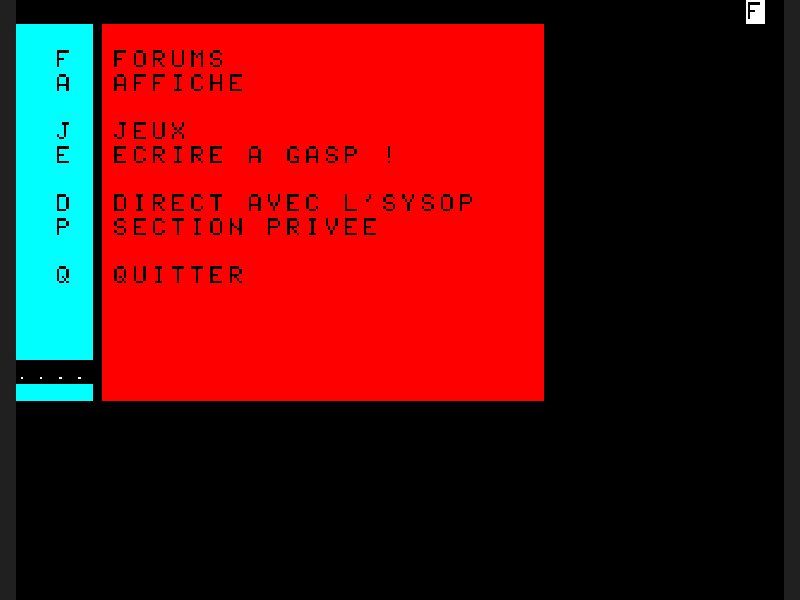 F
F FORUMS
A AFFICHE
J JEUX
E ECRIRE A GASP !
D DIRECT AVEC L'SYSOP
P SECTION PRIVEE
Q QUITTER
....